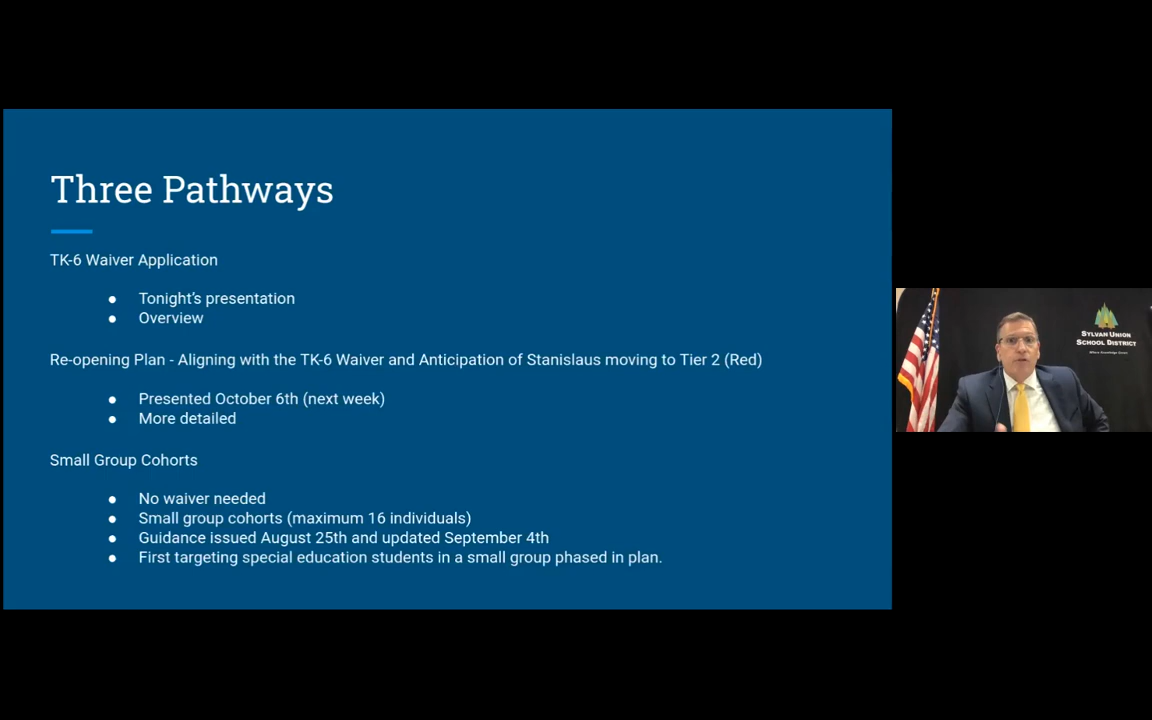 Three Pathways
TK-6 Waiver Application
● Tonight's presentation
● Overview
Re-opening Plan - Aligning with the TK-6 Waiver and Anticipation of Stanislaus moving to Tier 2 (Red)
● Presented October 6th (next week)
● More detailed
Small Group Cohorts
● No waiver needed
● Small group cohorts (maximum 16 individuals)
● Guidance issued August 25th and updated September 4th
● First targeting special education students in a small group phased in plan.
Sylvan Union
School District